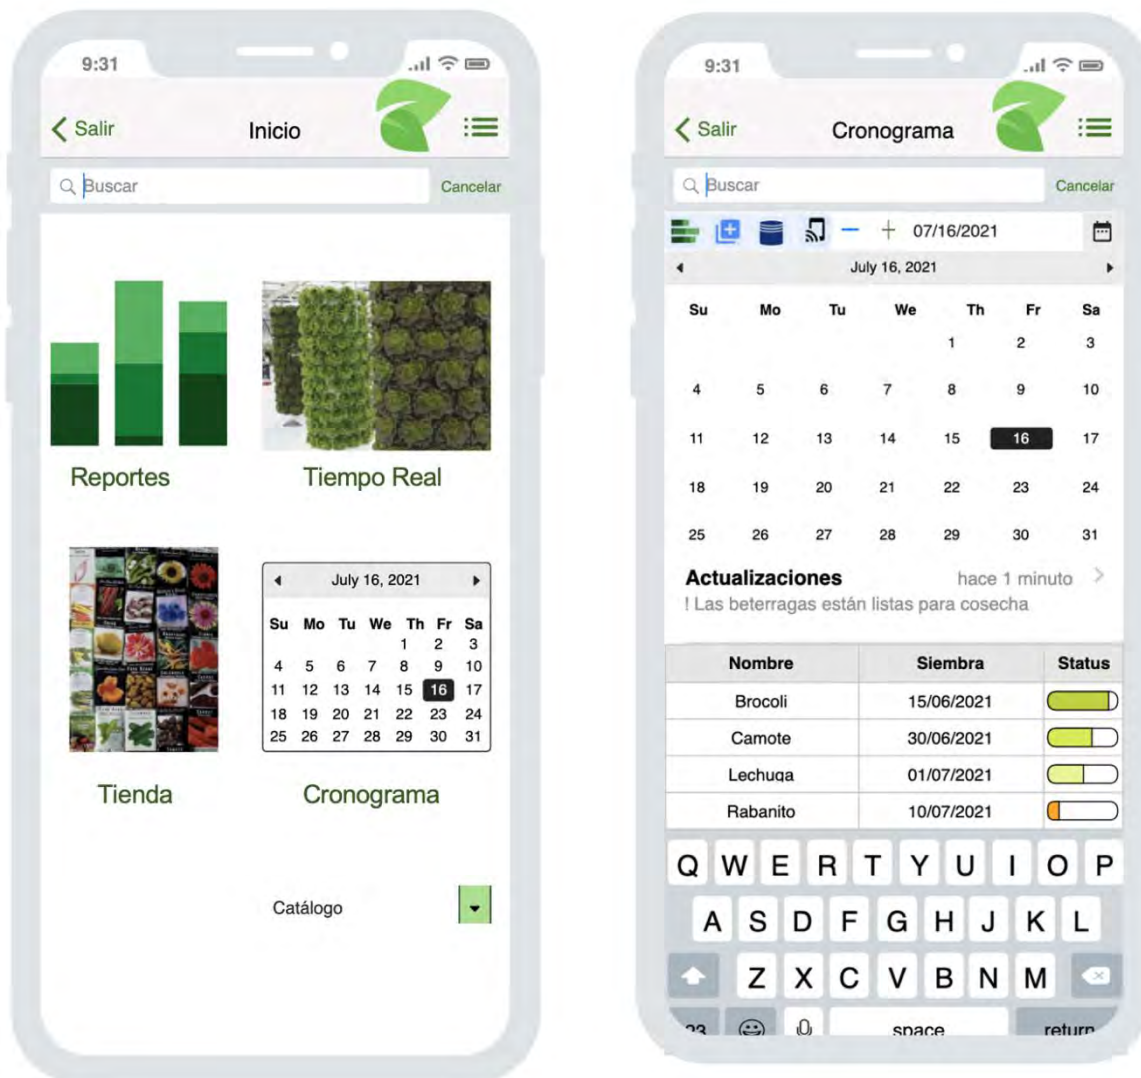 9:31
Salir
Inicio
Buscar
Cancelar
Reportes
Tiempo Real
Tienda
July 16, 2021
Su Mo Tu We Th Fr Sa
1 2 3
4 5 6 7 8 9 10
11 12 13 14 15 16 17
18 19 20 21 22 23 24
25 26 27 28 29 30 31
Cronograma
Catálogo
9:31
Salir
Cronograma
Buscar
Cancelar
07/16/2021
July 16, 2021
Su Mo Tu We Th Fr Sa
1 2 3
4 5 6 7 8 9 10
11 12 13 14 15 16 17
18 19 20 21 22 23 24
25 26 27 28 29 30 31
Actualizaciones hace 1 minuto
! Las beterragas están listas para cosecha
Nombre Siembra Status
Brocoli 15/06/2021
Camote 30/06/2021
Lechuga 01/07/2021
Rabanito 10/07/2021
Q W E R T Y U I O P
A S D F G H J K L
Z X C V B N M
space return